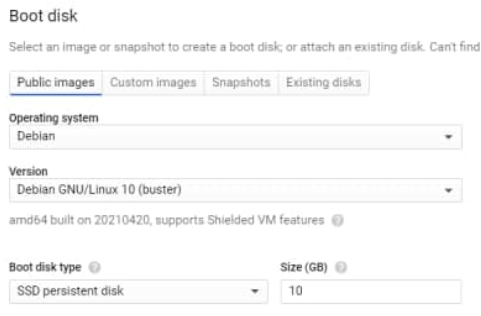 Boot disk
Select an image or snapshot to create a boot disk; or attach an existing disk. Can't find
Public images Custom images Snapshots Existing disks
Operating system
Debian
Version
Debian GNU/Linux 10 (buster)
amd64 built on 20210420, supports Shielded VM features
Boot disk type Size (GB)
SSD persistent disk 10